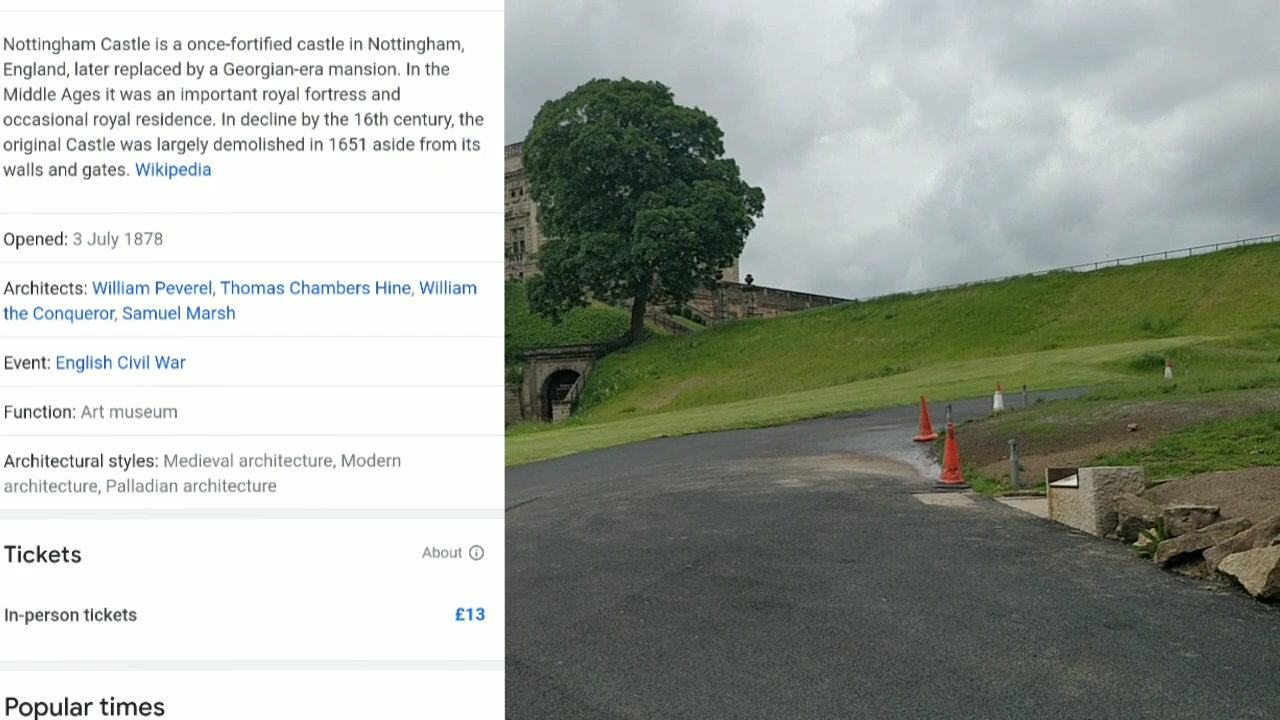 Nottingham Castle is a once-fortified castle in Nottingham,
England, later replaced by a Georgian-era mansion. In the
Middle Ages it was an important royal fortress and
occasional royal residence. In decline by the 16th century, the
original Castle was largely demolished in 1651 aside from its
walls and gates. Wikipedia
Opened: 3 July 1878
Architects: William Peverel, Thomas Chambers Hine, William
the Conqueror, Samuel Marsh
Event: English Civil War
Function: Art museum
Architectural styles: Medieval architecture, Modern
architecture, Palladian architecture
Tickets
About
In-person tickets
£13
Popular times